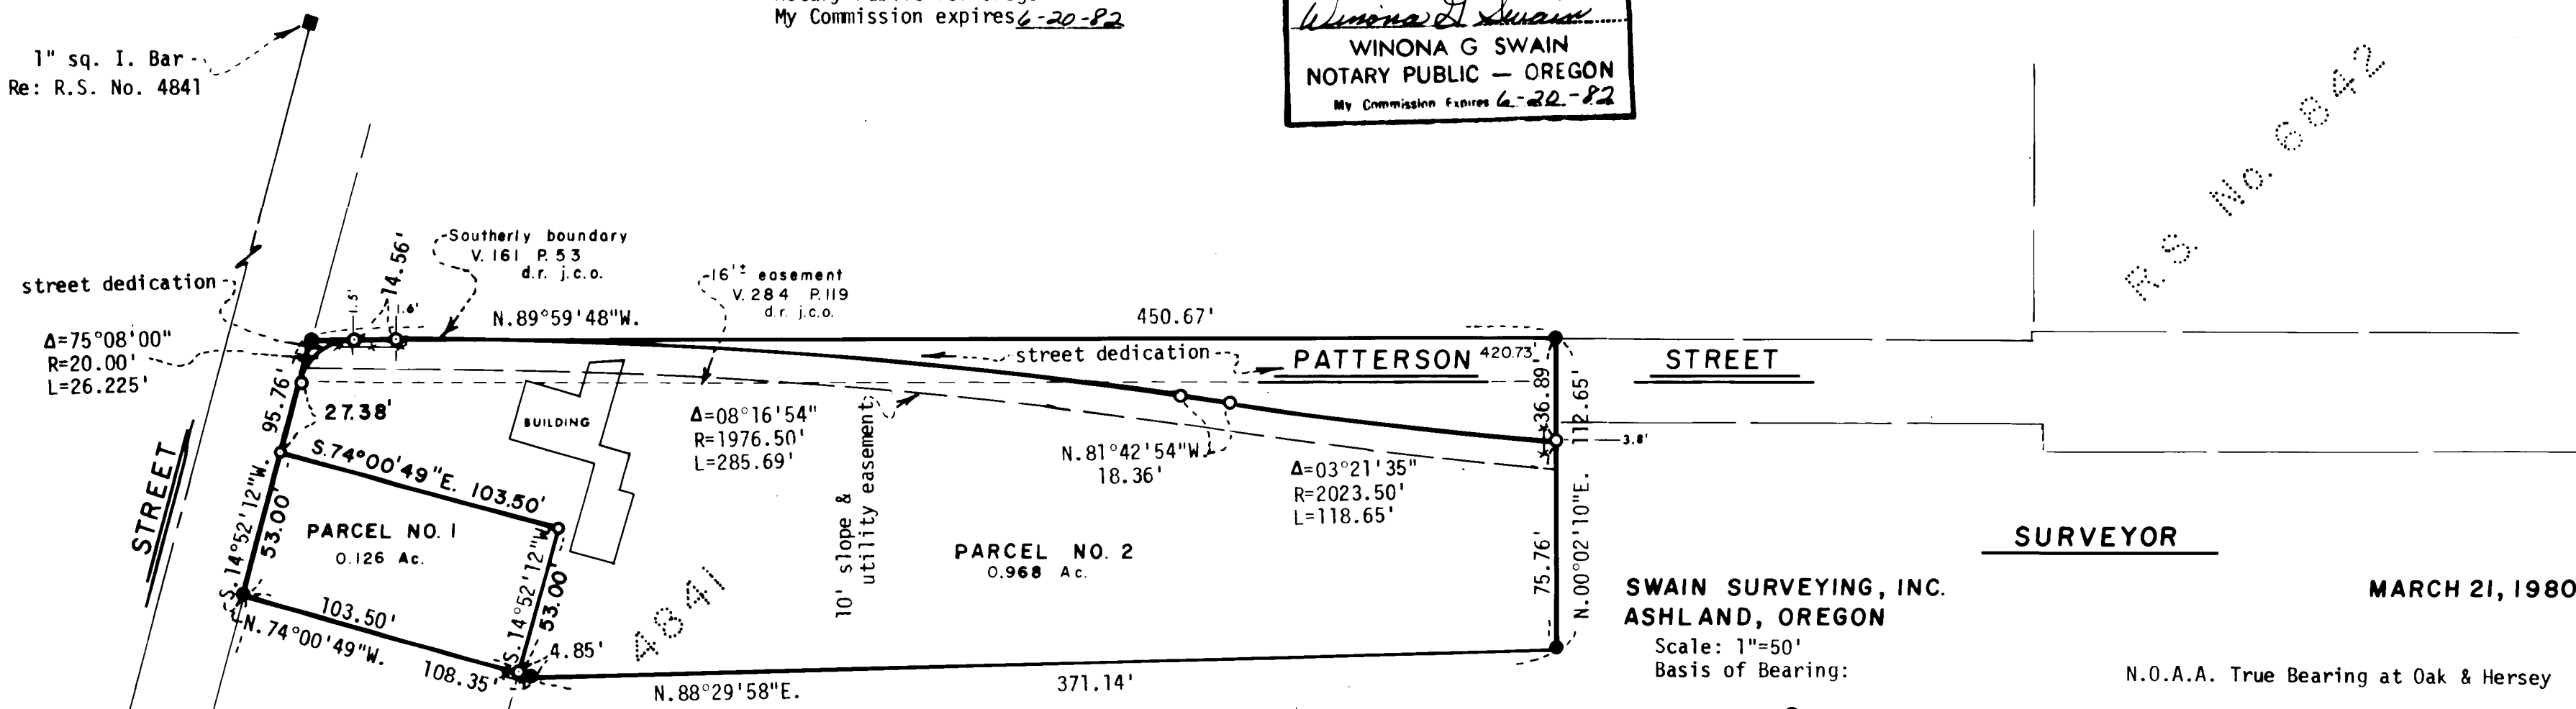 My Commission expires 6-20-82
Winona G Swain
WINONA G SWAIN
NOTARY PUBLIC — OREGON
My Commission Expires 6-20-82
1" sq. I. Bar
Re: R.S. No. 4841
R.S. No. 6842
Southerly boundary
V. 161 P. 53
d.r. j.c.o.
14.56'
1.5'
1.6'
16'± easement
V. 284 P. 119
d.r. j.c.o.
street dedication
N.89°59'48"W.
450.67'
Δ=75°08'00"
R=20.00'
L=26.225'
street dedication
420.73'
PATTERSON STREET
95.76'
27.38'
BUILDING
36.89'
112.65'
3.8'
Δ=08°16'54"
R=1976.50'
L=285.69'
10' slope &
utility easement
N.81°42'54"W.
18.36'
Δ=03°21'35"
R=2023.50'
L=118.65'
STREET
S.74°00'49"E. 103.50'
S.14°52'12"W.
53.00'
PARCEL NO. 1
0.126 Ac.
S.14°52'12"W.
53.00'
PARCEL NO. 2
0.968 Ac.
75.76'
N.00°02'10"E.
103.50'
N.74°00'49"W.
108.35'
4.85'
4841
N.88°29'58"E.
371.14'
SURVEYOR
SWAIN SURVEYING, INC.
ASHLAND, OREGON
MARCH 21, 1980
Scale: 1"=50'
Basis of Bearing:
N.O.A.A. True Bearing at Oak & Hersey